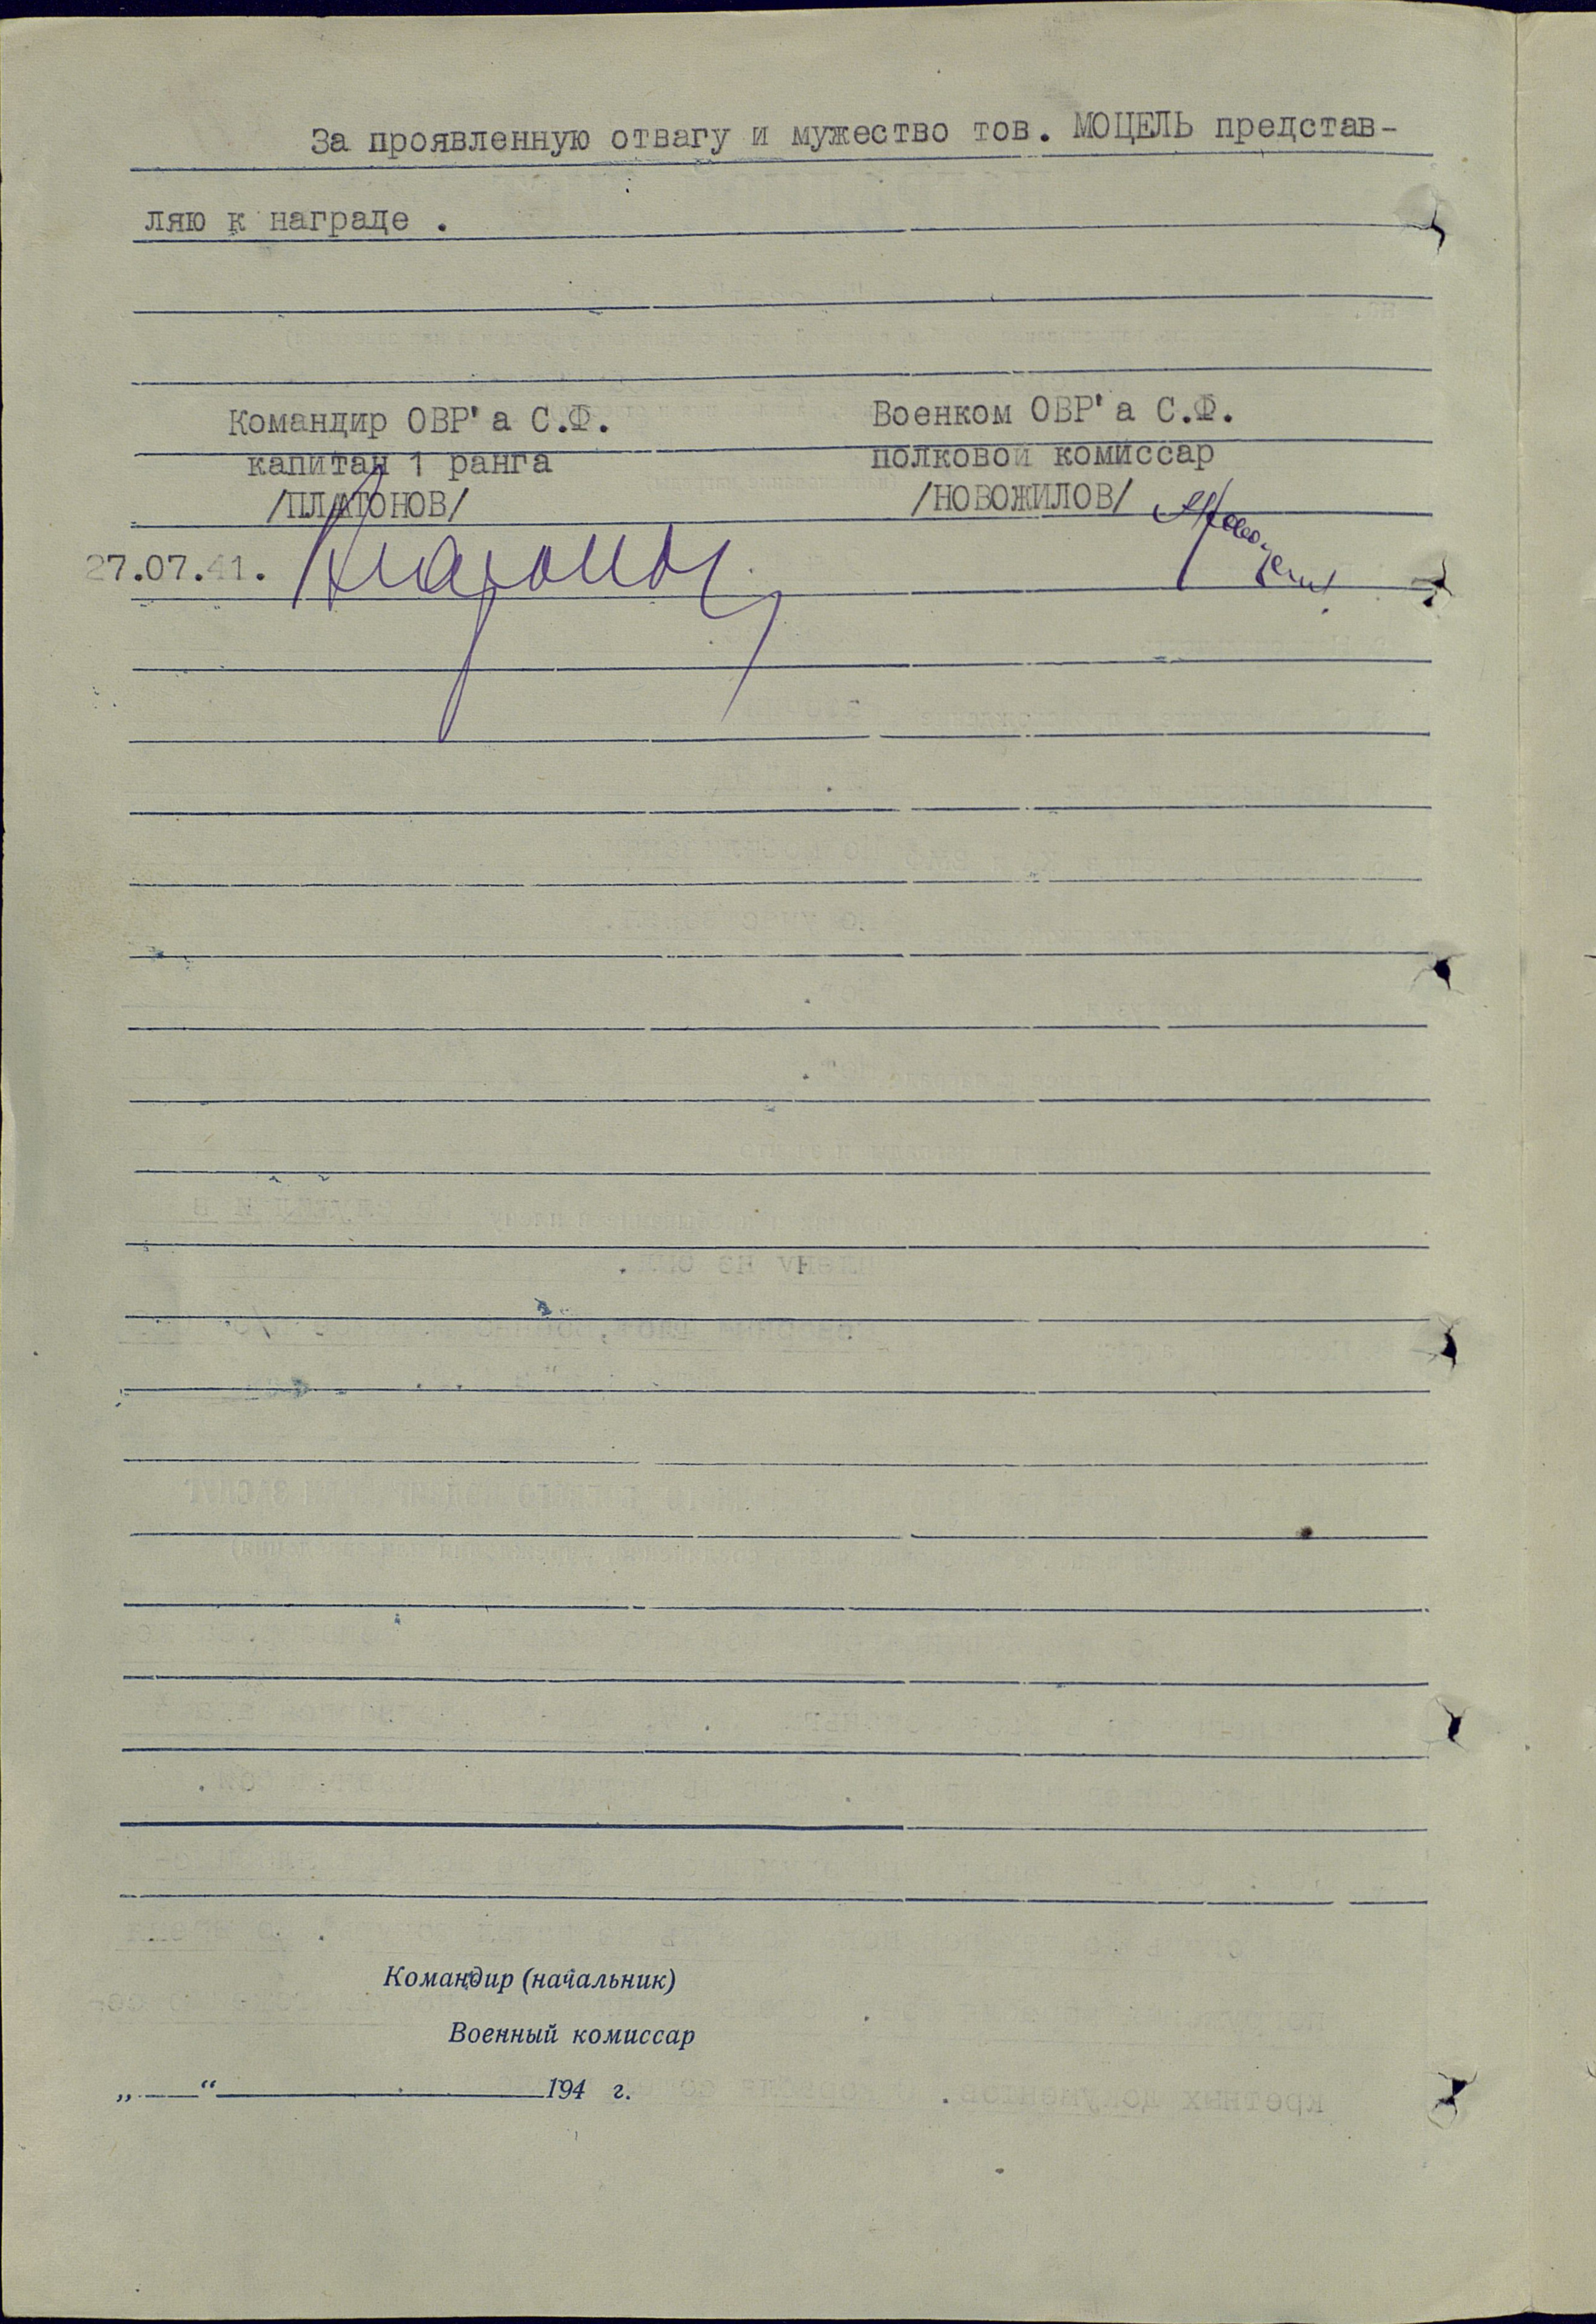 За проявленную отвагу и мужество тов. МОЦЕЛЬ представ-
ляю к награде .
Командир ОВР'а С.Ф.
капитан 1 ранга
/ПЛАТОНОВ/
Военком ОВР'а С.Ф.
полковой комиссар
/НОВОЖИЛОВ/
27.07.41.
Командир (начальник)
Военный комиссар
„ “ 194 г.